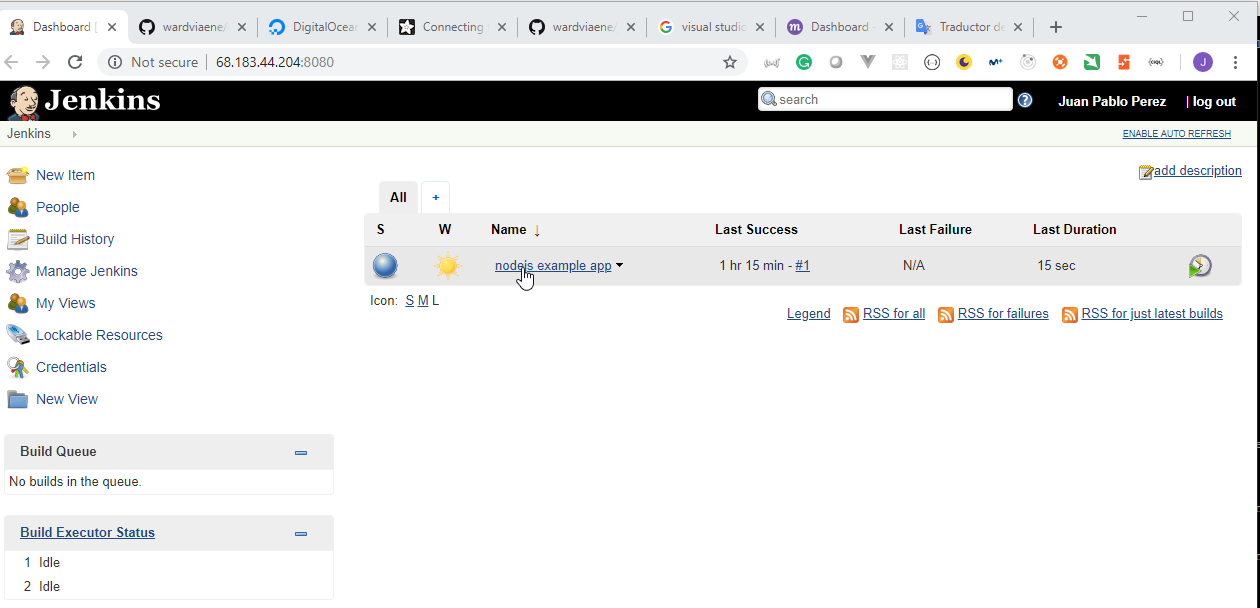 Dashboard [
wardviaene/
DigitalOcean
Connecting
wardviaene/
visual studio
Dashboard -
Traductor de
Not secure | 68.183.44.204:8080
Jenkins
search
Juan Pablo Perez | log out
Jenkins
ENABLE AUTO REFRESH
New Item
People
Build History
Manage Jenkins
My Views
Lockable Resources
Credentials
New View
Build Queue
No builds in the queue.
Build Executor Status
1 Idle
2 Idle
add description
All +
S W Name ↓ Last Success Last Failure Last Duration
nodejs example app 1 hr 15 min - #1 N/A 15 sec
Icon: S M L
Legend RSS for all RSS for failures RSS for just latest builds